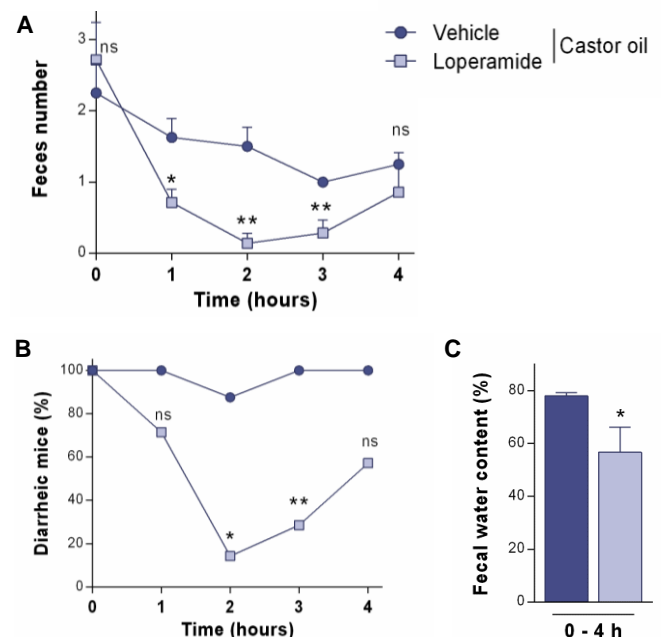 A
Vehicle
Loperamide
Castor oil
Feces number
3
2
1
0
ns
*
**
**
ns
0 1 2 3 4
Time (hours)
B
Diarrheic mice (%)
100
80
60
40
20
0
ns
*
**
ns
0 1 2 3 4
Time (hours)
C
Fecal water content (%)
80
60
40
20
0
*
0 - 4 h